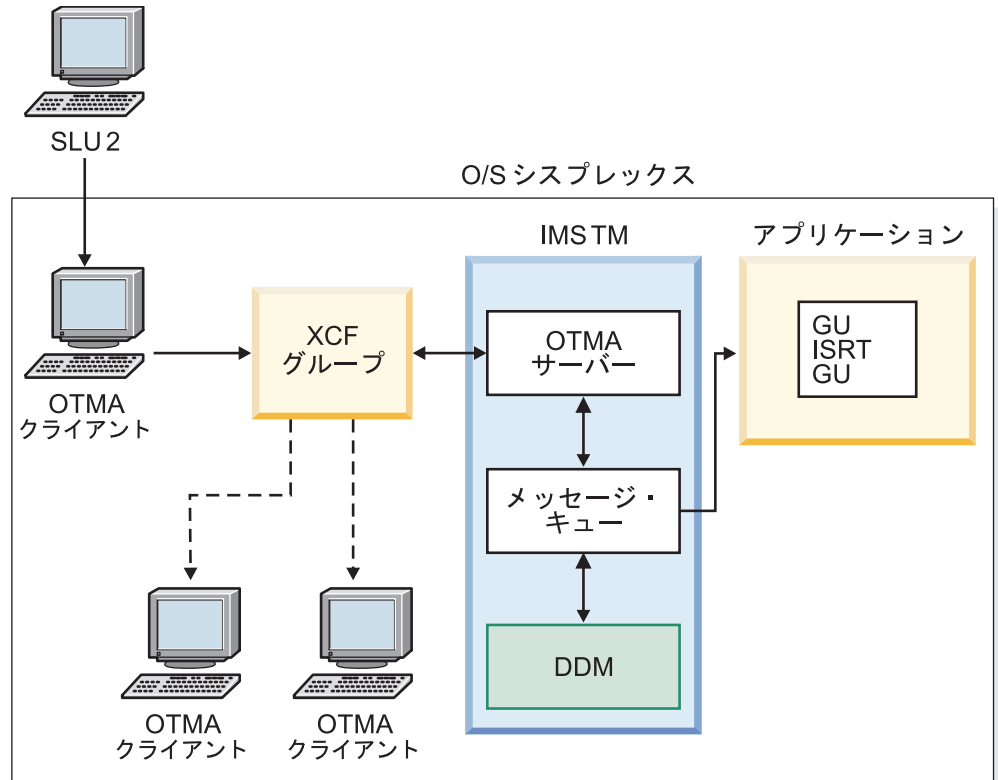 SLU 2
O/S シスプレックス
IMS TM
アプリケーション
OTMA
クライアント
XCF
グループ
OTMA
サーバー
GU
ISRT
GU
メッセージ・
キュー
DDM
OTMA
クライアント
OTMA
クライアント